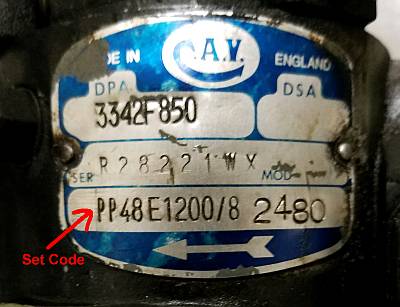 C.A.V.
DE IN ENGLAND
DPA DSA
3342F850
SER R28221WX MOD
PP48E1200/8 2480
Set Code